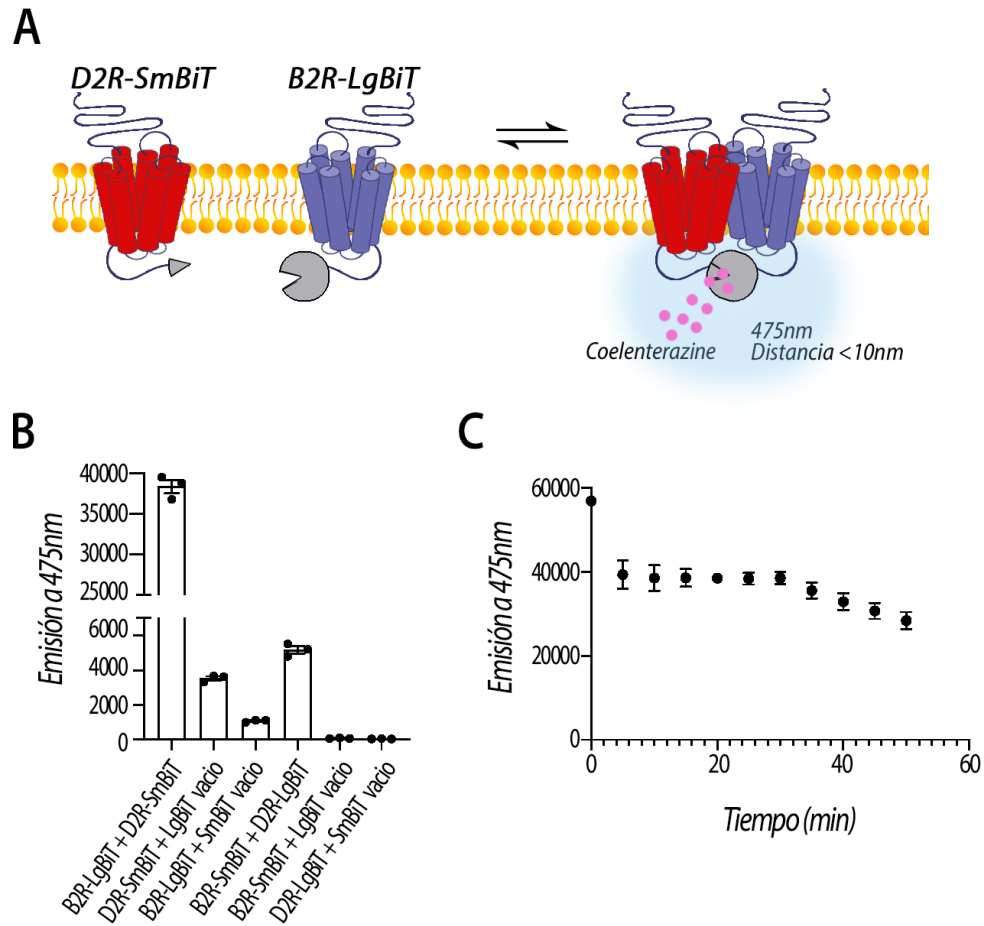 A
D2R-SmBiT
B2R-LgBiT
Coelenterazine
475nm
Distancia <10nm
B
Emisión a 475nm
40000
35000
30000
25000
6000
4000
2000
0
B2R-LgBiT + D2R-SmBiT
D2R-SmBiT + LgBiT vacio
B2R-LgBiT + SmBiT vacio
B2R-SmBiT + D2R-LgBiT
B2R-SmBiT + LgBiT vacio
D2R-LgBiT + SmBiT vacio
C
Emisión a 475nm
60000
40000
20000
0
0
20
40
60
Tiempo (min)